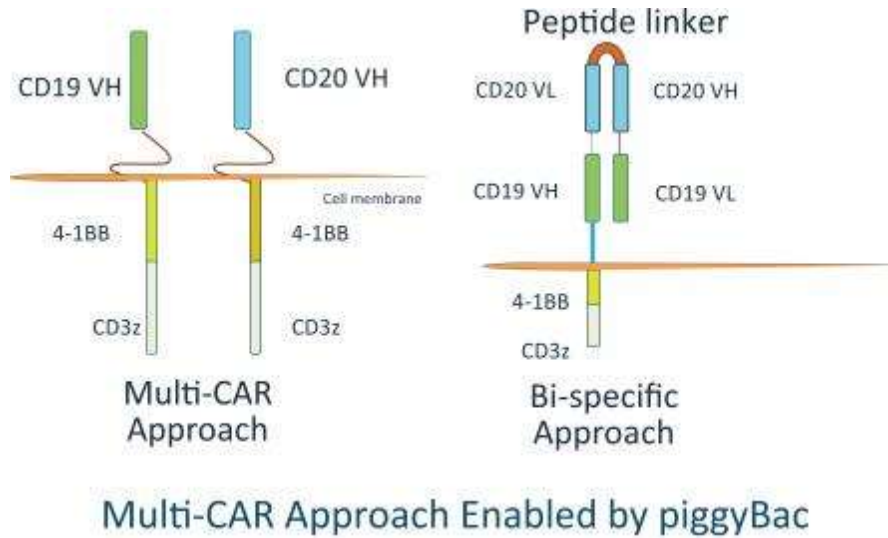 CD19 VH
CD20 VH
Cell membrane
4-1BB
4-1BB
CD3z
CD3z
Multi-CAR
Approach
Peptide linker
CD20 VL
CD20 VH
CD19 VH
CD19 VL
4-1BB
CD3z
Bi-specific
Approach
Multi-CAR Approach Enabled by piggyBac